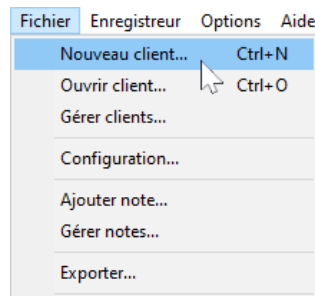 Fichier Enregistreur Options Aide
Nouveau client... Ctrl+N
Ouvrir client... Ctrl+O
Gérer clients...
Configuration...
Ajouter note...
Gérer notes...
Exporter...